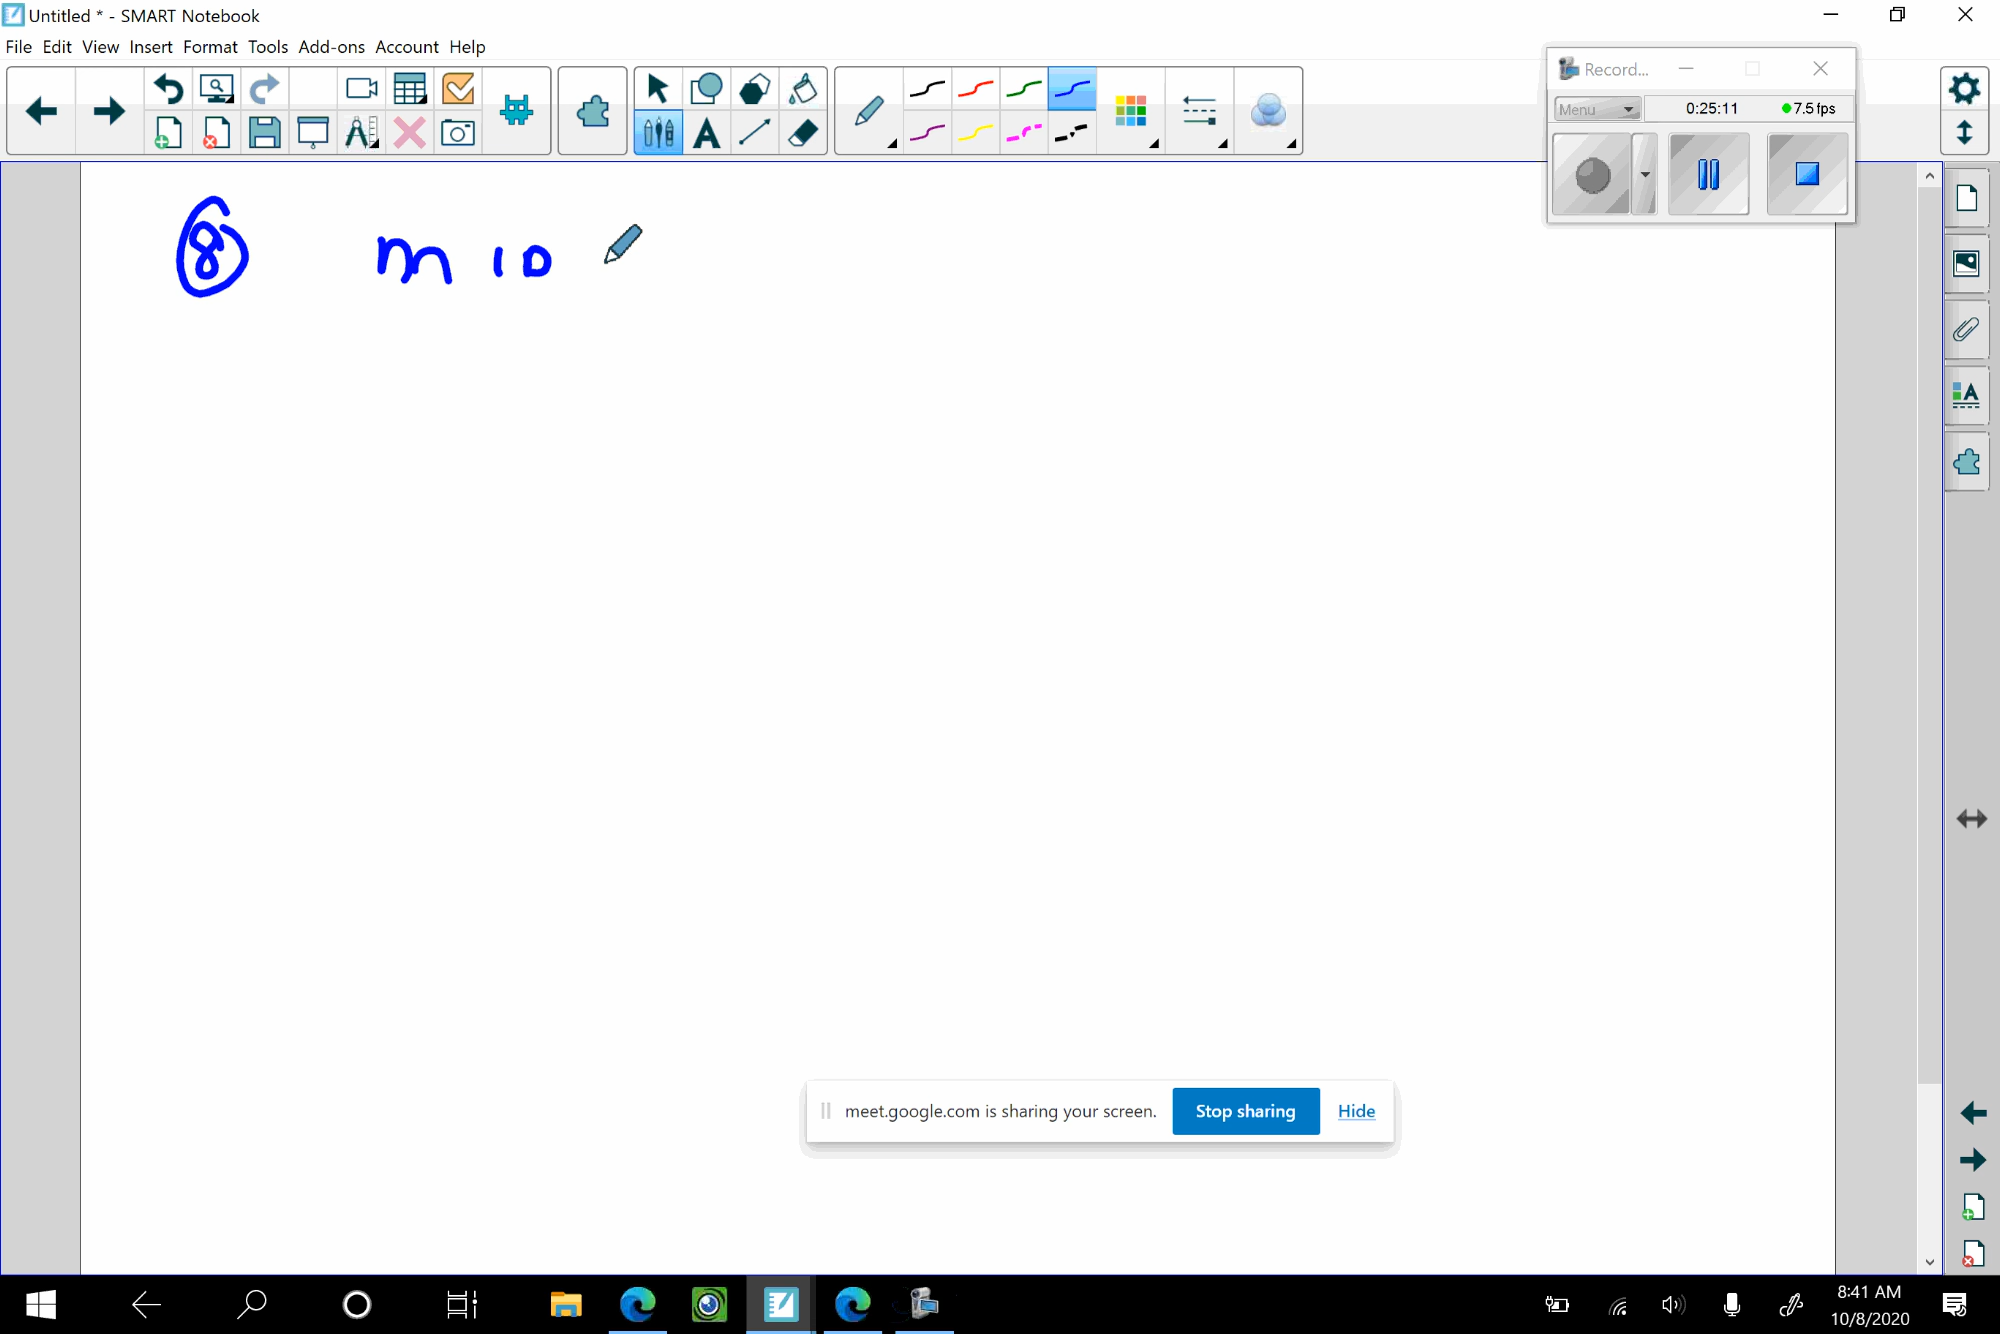 Untitled * - SMART Notebook
File Edit View Insert Format Tools Add-ons Account Help
Record...
Menu 0:25:11 7.5 fps
A
A
8 m 10
meet.google.com is sharing your screen. Stop sharing Hide
8:41 AM
10/8/2020